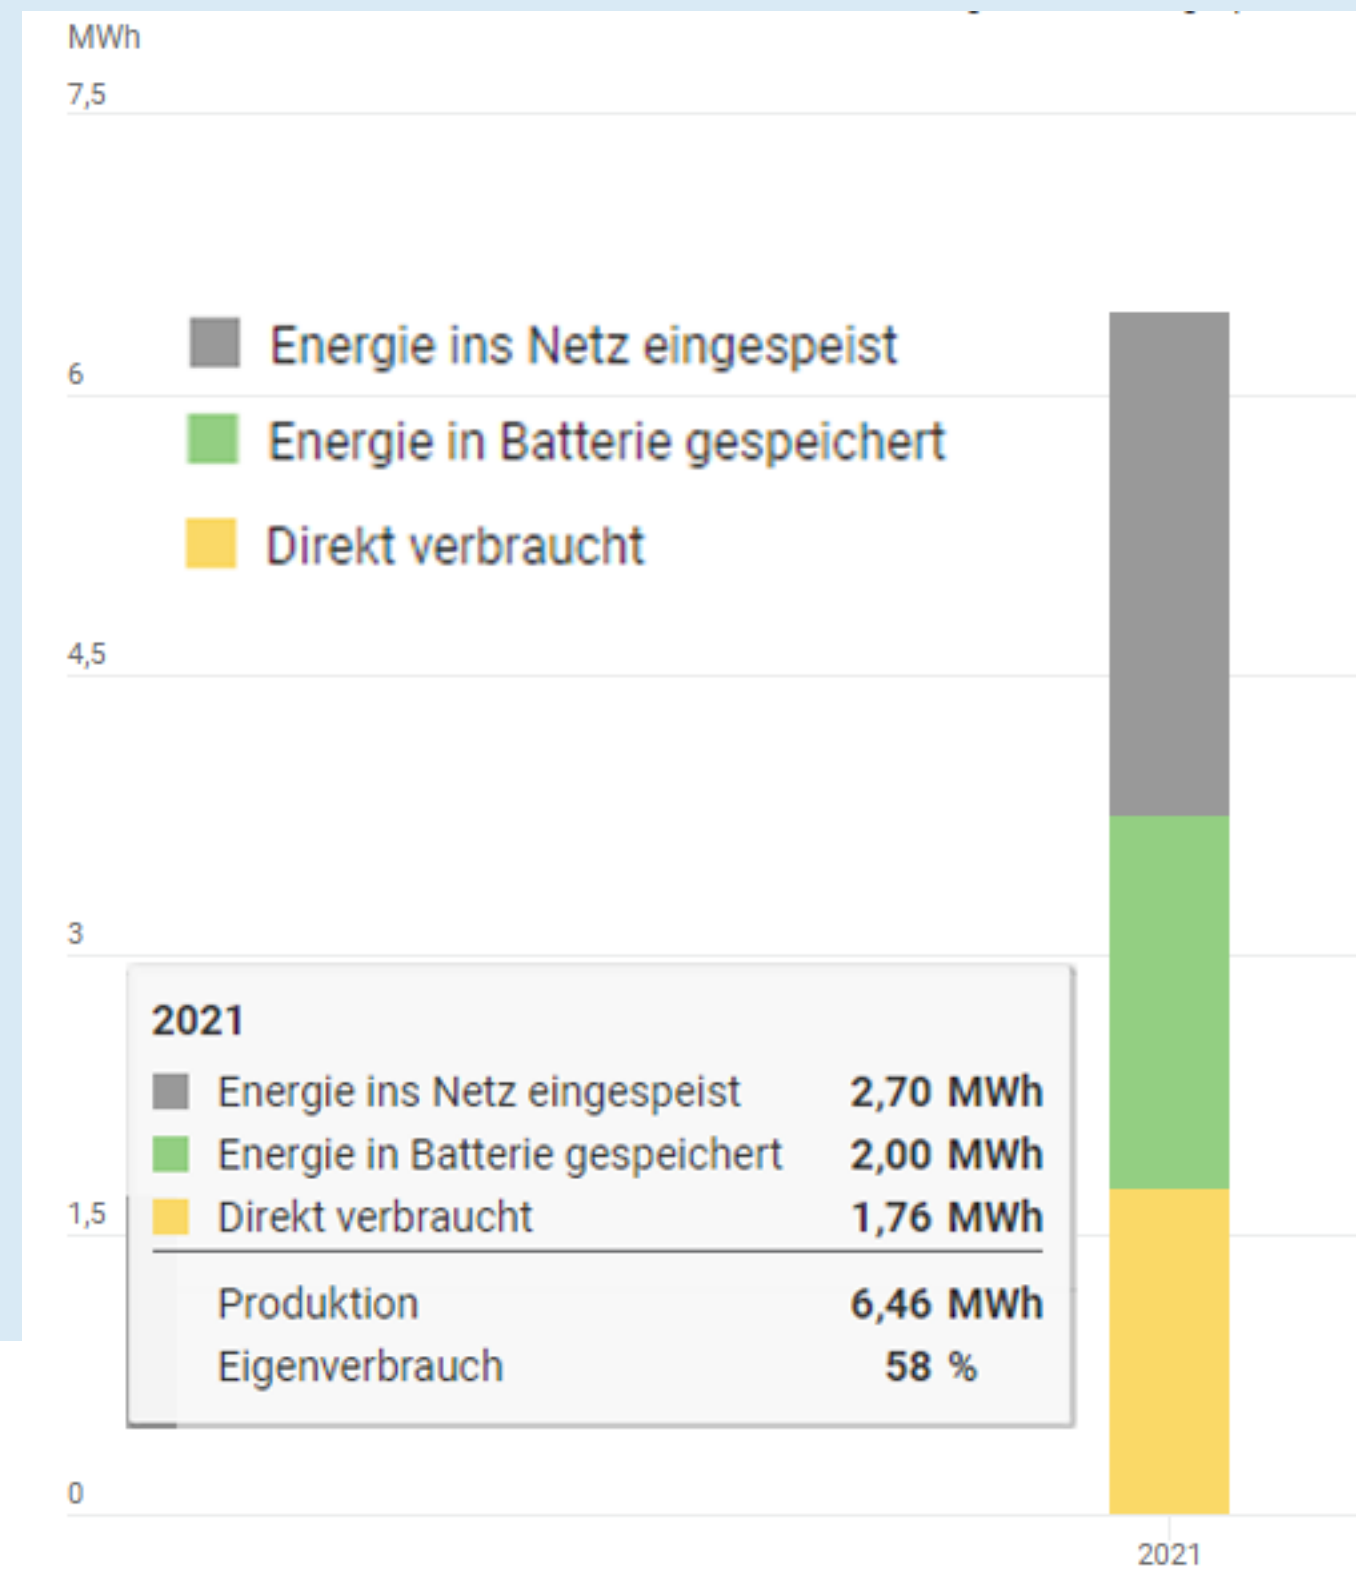 MWh
7,5
Energie ins Netz eingespeist
6
Energie in Batterie gespeichert
Direkt verbraucht
4,5
3
2021
Energie ins Netz eingespeist 2,70 MWh
Energie in Batterie gespeichert 2,00 MWh
1,5
Direkt verbraucht 1,76 MWh
Produktion 6,46 MWh
Eigenverbrauch 58 %
0
2021